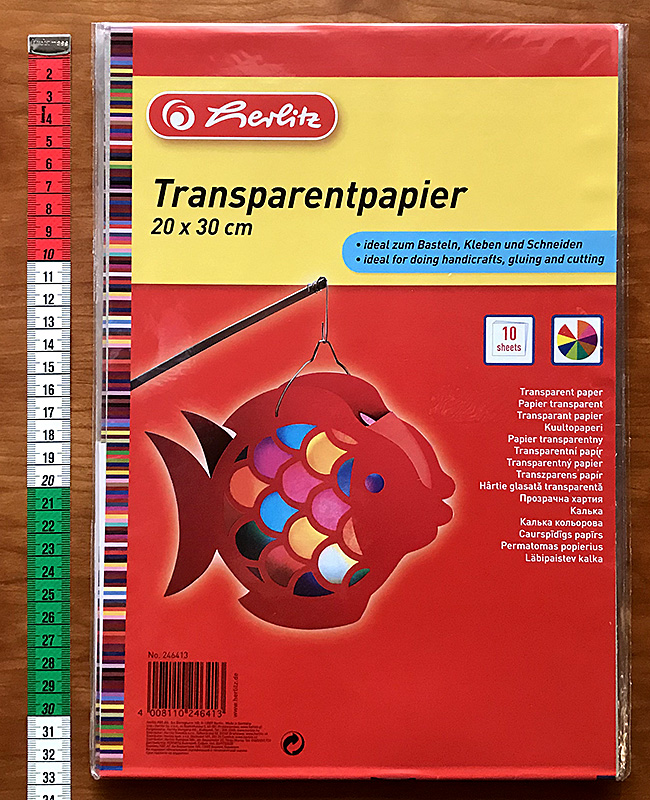 herlitz
Transparentpapier
20 x 30 cm
• ideal zum Basteln, Kleben und Schneiden
• ideal for doing handicrafts, gluing and cutting
10
sheets
Transparent paper
Papier transparent
Transparant papier
Kuultopaperi
Papier transparentny
Transparentní papír
Transparentný papier
Transzparens papír
Hârtie glasată transparentă
Прозрачна хартия
Калька
Калька кольорова
Caurspīdīgs papīrs
Permatomas popierius
Läbipaistev kalka
No. 246413
www.herlitz.de
4 008110 246413
2
3
4
5
6
7
8
9
10
11
12
13
14
15
16
17
18
19
20
21
22
23
24
25
26
27
28
29
30
31
32
33
34